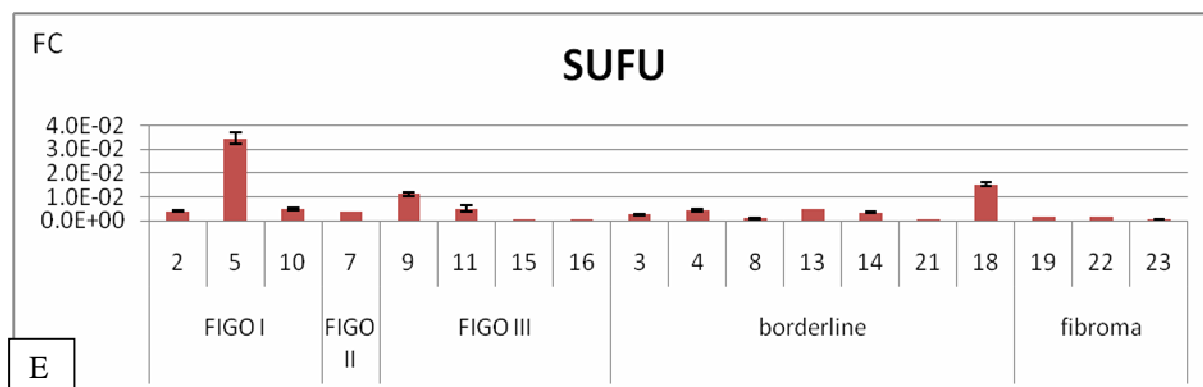 FC
SUFU
4.0E-02
3.0E-02
2.0E-02
1.0E-02
0.0E+00
2 5 10 7 9 11 15 16 3 4 8 13 14 21 18 19 22 23
FIGO I FIGO II FIGO III borderline fibroma
E